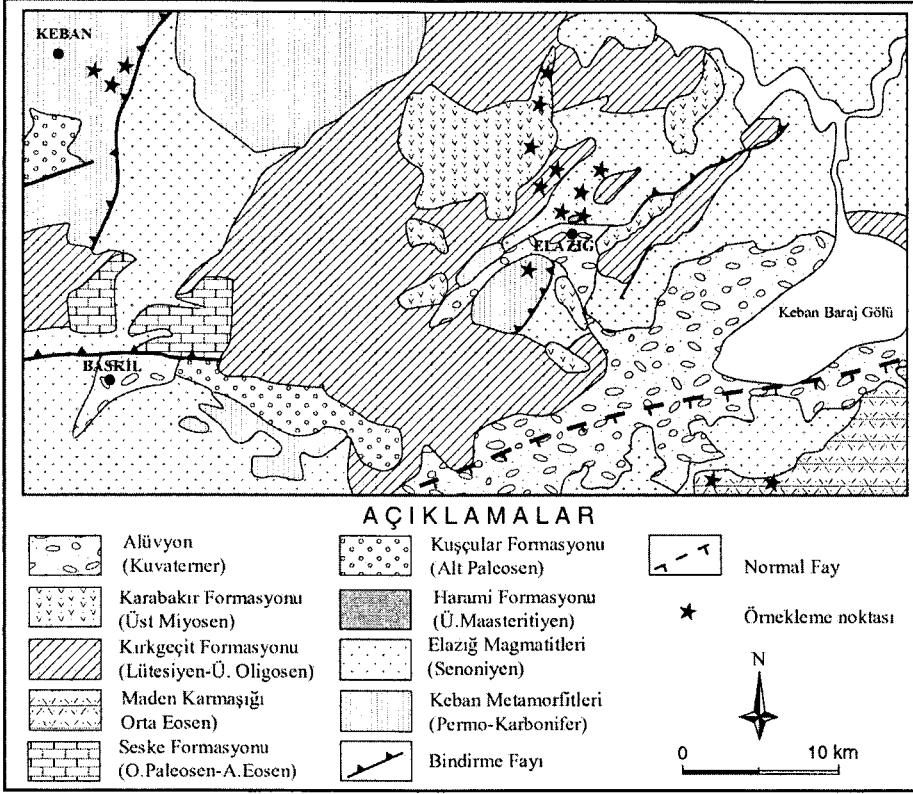 KEBAN
ELAZIĞ
Keban Baraj Gölü
BASKİL
AÇIKLAMALAR
Alüvyon
(Kuvaterner)
Karabakır Formasyonu
(Üst Miyosen)
Kırkgeçit Formasyonu
(Lütesiyen-Ü. Oligosen)
Maden Karmaşığı
Orta Eosen)
Seske Formasyonu
(O.Paleosen-A.Eosen)
Kuşçular Formasyonu
(Alt Paleosen)
Harami Formasyonu
(Ü.Maasteritiyen)
Elazığ Magmatitleri
(Senoniyen)
Keban Metamorfitleri
(Permo-Karbonifer)
Bindirme Fayı
Normal Fay
Örnekleme noktası
N
0 10 km